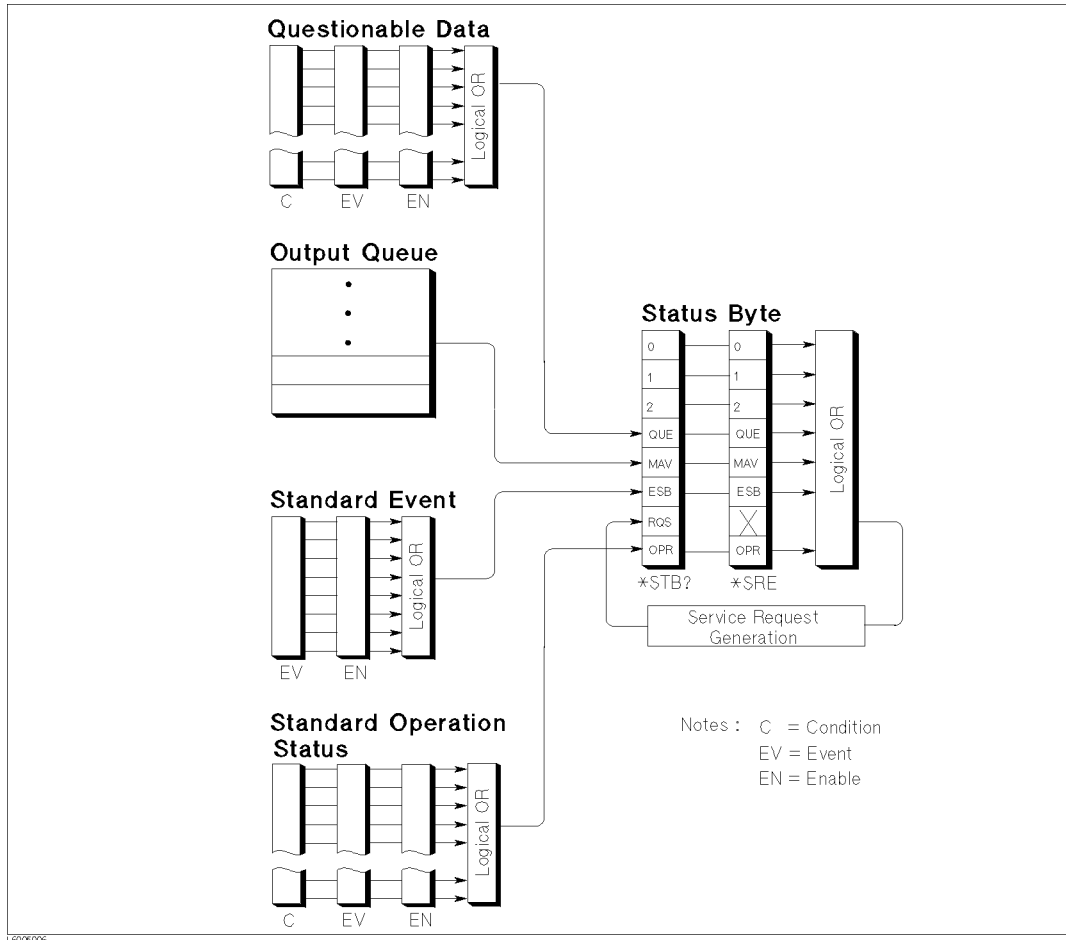 Questionable Data
Logical OR
C EV EN
Output Queue
Status Byte
0 0
1 1
2 2
QUE QUE
MAV MAV
ESB ESB
RQS
OPR OPR
Logical OR
*STB? *SRE
Service Request
Generation
Standard Event
Logical OR
EV EN
Standard Operation
Status
Logical OR
C EV EN
Notes : C = Condition
EV = Event
EN = Enable